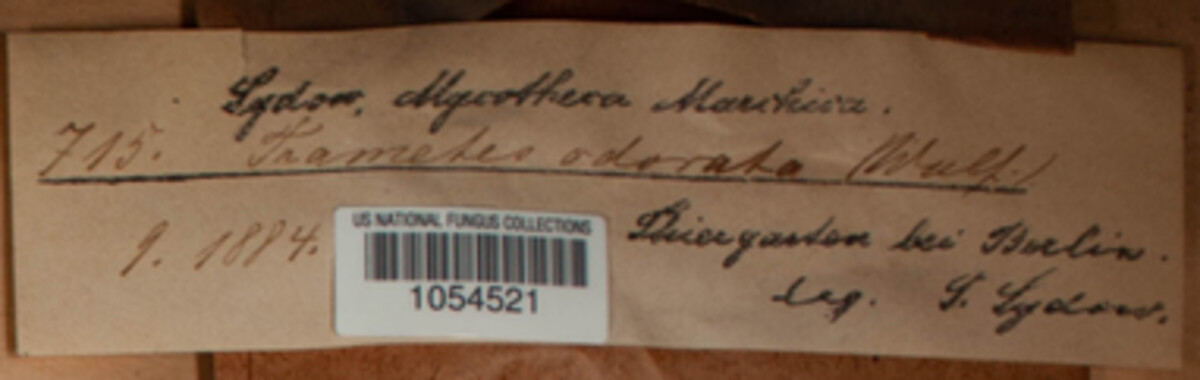 Sydow, Mycotheca Marchica.
715. Trametes odorata (Wulf.)
9. 1884.
US NATIONAL FUNGUS COLLECTIONS
1054521
Thiergarten bei Berlin.
leg. P. Sydow.